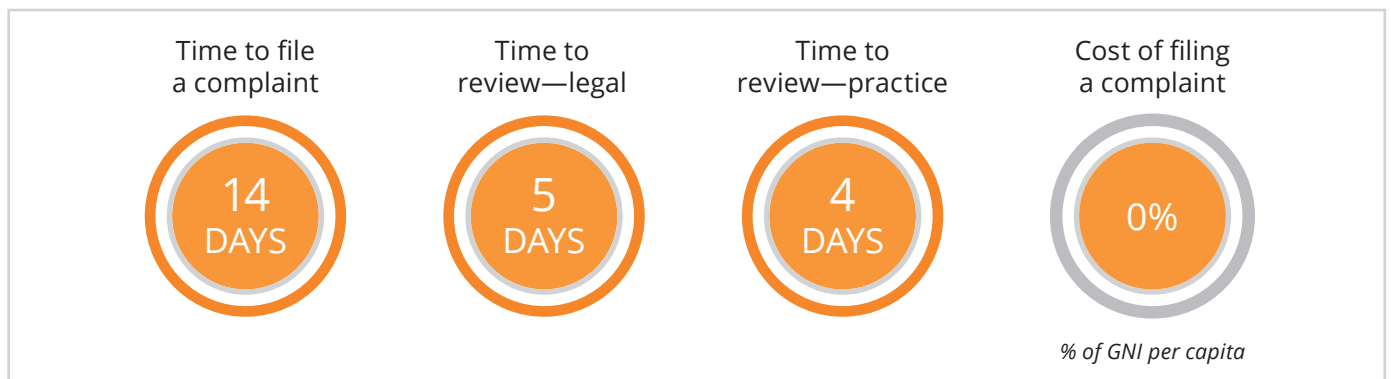 Time to file
a complaint
14
DAYS
Time to
review—legal
5
DAYS
Time to
review—practice
4
DAYS
Cost of filing
a complaint
0%
% of GNI per capita